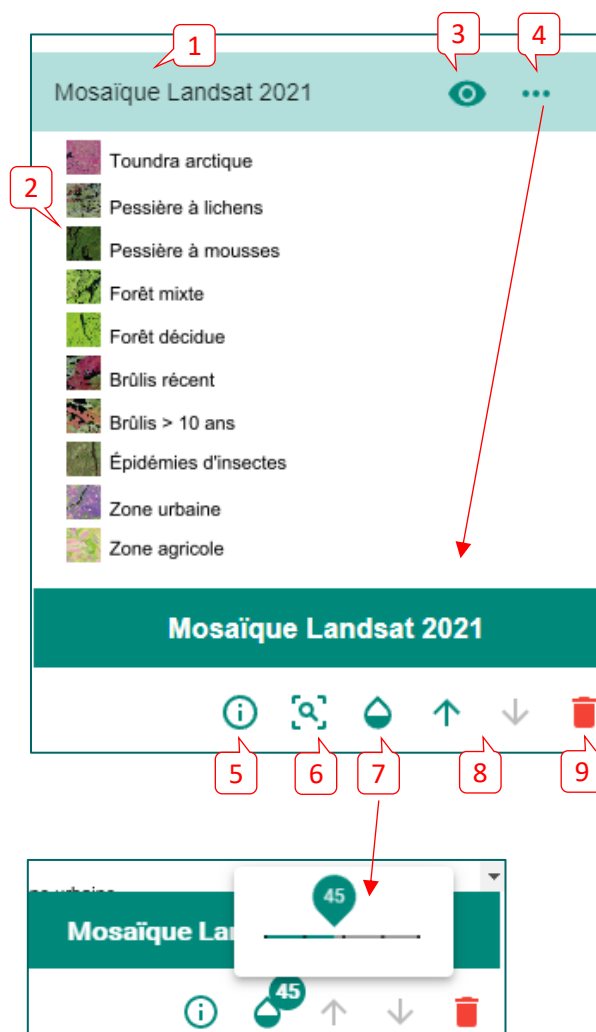 1
3
4
Mosaïque Landsat 2021
2
Toundra arctique
Pessière à lichens
Pessière à mousses
Forêt mixte
Forêt décidue
Brûlis récent
Brûlis > 10 ans
Épidémies d'insectes
Zone urbaine
Zone agricole
Mosaïque Landsat 2021
5
6
7
8
9
45
Mosaïque La
45